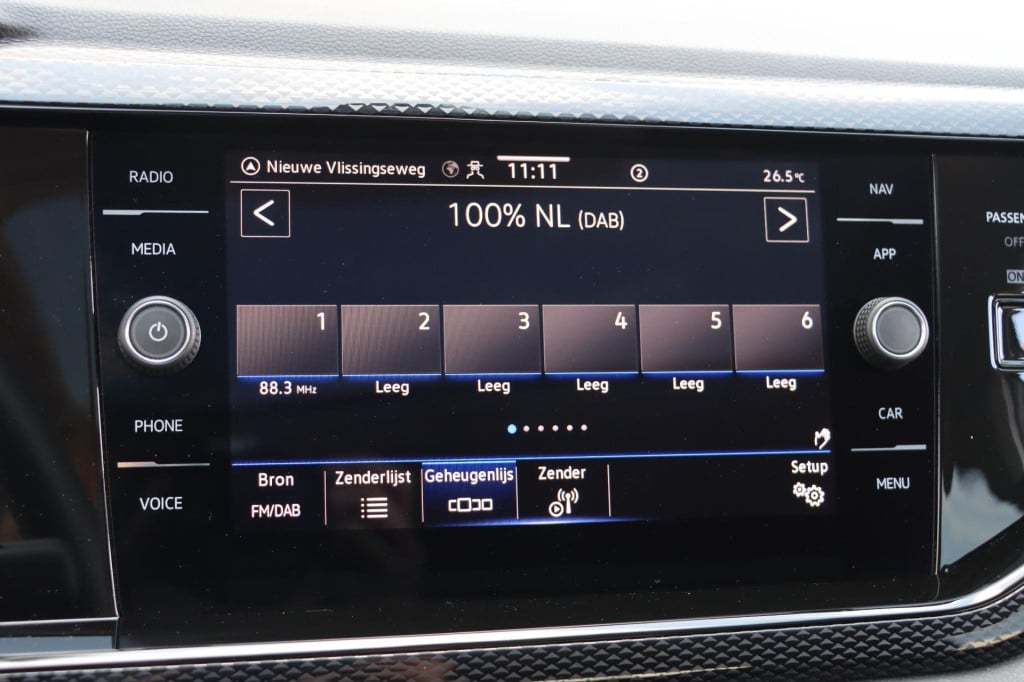 RADIO
MEDIA
PHONE
VOICE
Nieuwe Vlissingseweg 11:11 2 26.5°C
< 100% NL (DAB) >
1 2 3 4 5 6
88.3 MHz Leeg Leeg Leeg Leeg Leeg
Bron Zenderlijst Geheugenlijs Zender Setup
FM/DAB
NAV
APP
CAR
MENU
PASSEN
OFF
ON